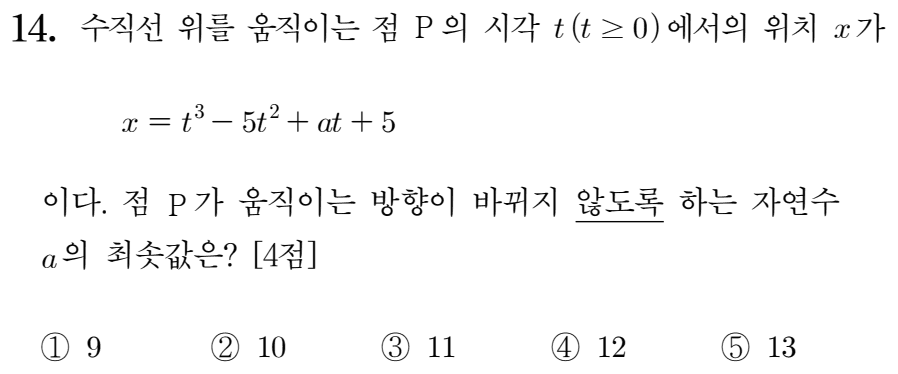 14. 수직선 위를 움직이는 점 P의 시각 t(t ≥ 0)에서의 위치 x가
x = t³ − 5t² + at + 5
이다. 점 P가 움직이는 방향이 바뀌지 않도록 하는 자연수
a의 최솟값은? [4점]
① 9 ② 10 ③ 11 ④ 12 ⑤ 13